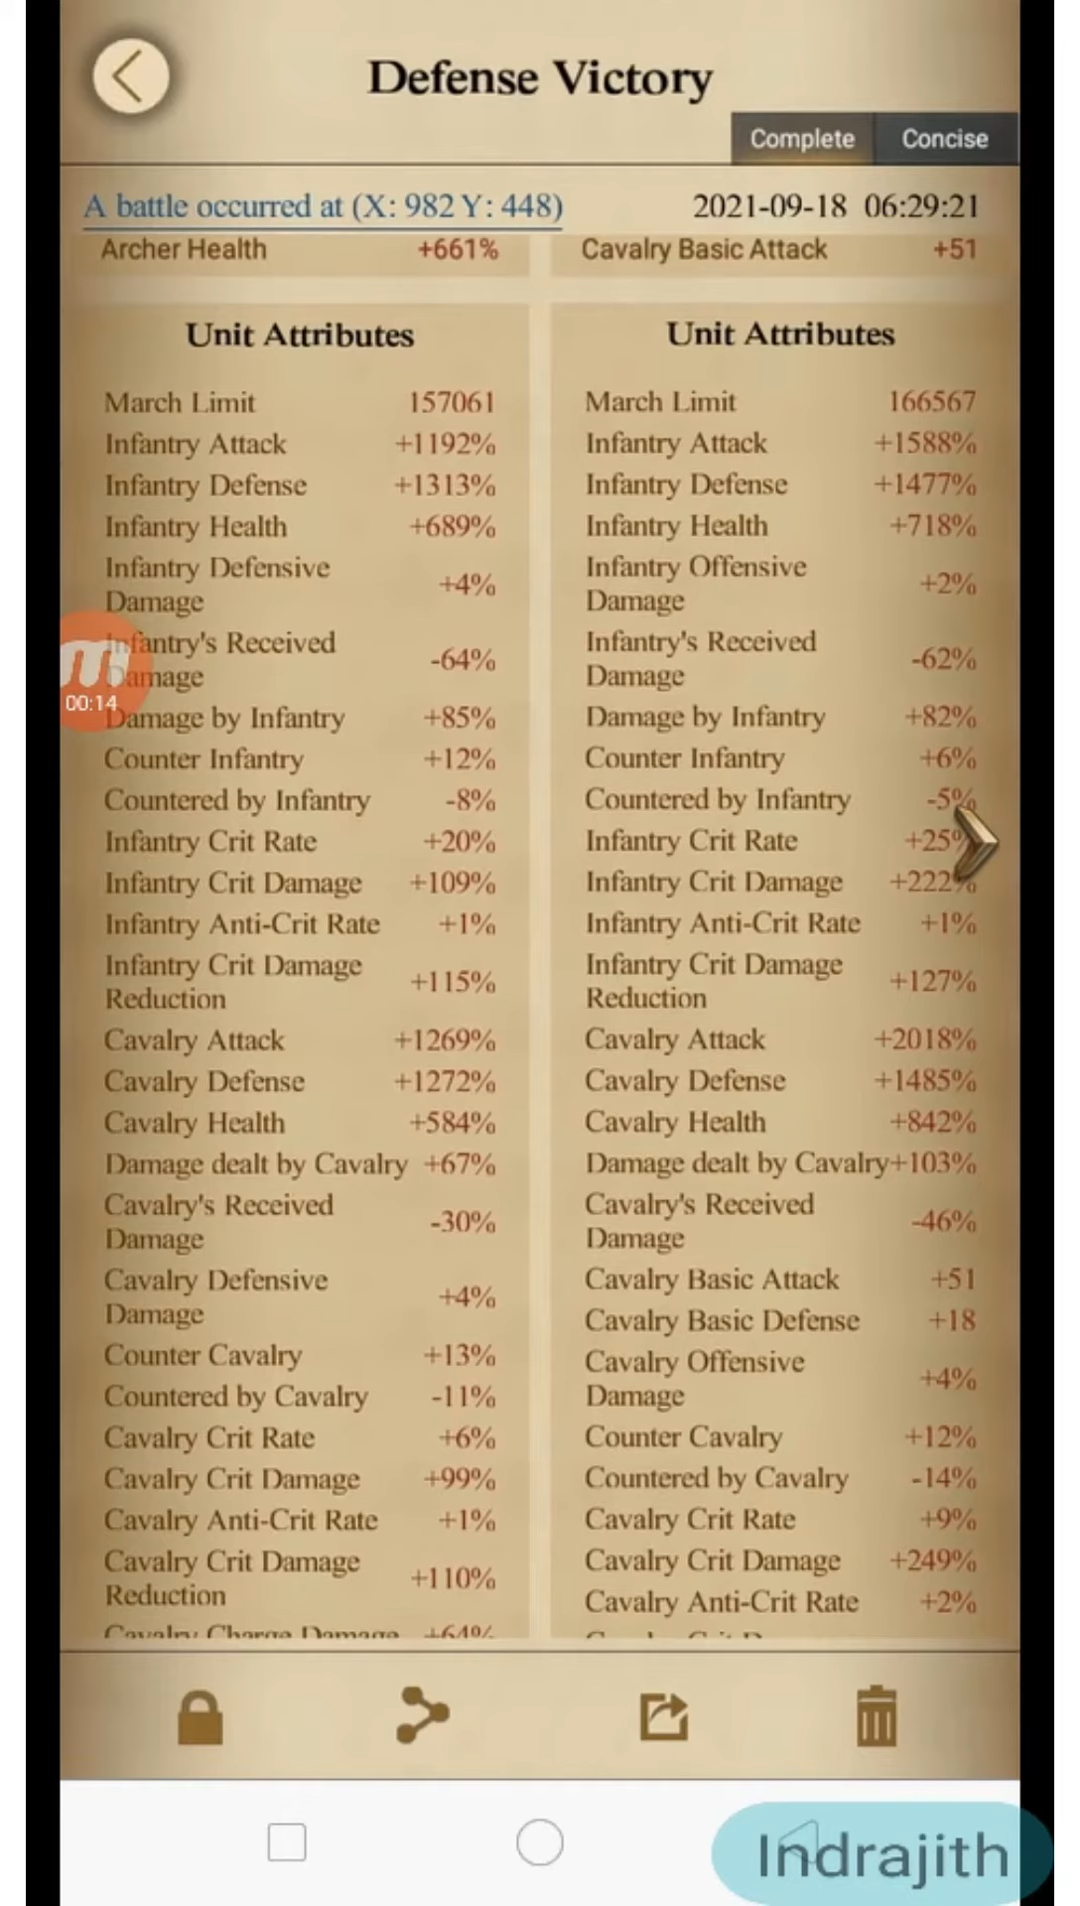 Defense Victory
Complete Concise
A battle occurred at (X: 982 Y: 448) 2021-09-18 06:29:21
Archer Health +661%
Cavalry Basic Attack +51
Unit Attributes
March Limit 157061
Infantry Attack +1192%
Infantry Defense +1313%
Infantry Health +689%
Infantry Defensive
Damage +4%
Infantry's Received
Damage -64%
Damage by Infantry +85%
Counter Infantry +12%
Countered by Infantry -8%
Infantry Crit Rate +20%
Infantry Crit Damage +109%
Infantry Anti-Crit Rate +1%
Infantry Crit Damage
Reduction +115%
Cavalry Attack +1269%
Cavalry Defense +1272%
Cavalry Health +584%
Damage dealt by Cavalry +67%
Cavalry's Received
Damage -30%
Cavalry Defensive
Damage +4%
Counter Cavalry +13%
Countered by Cavalry -11%
Cavalry Crit Rate +6%
Cavalry Crit Damage +99%
Cavalry Anti-Crit Rate +1%
Cavalry Crit Damage
Reduction +110%
Cavalry Charge Damage +64%
Unit Attributes
March Limit 166567
Infantry Attack +1588%
Infantry Defense +1477%
Infantry Health +718%
Infantry Offensive
Damage +2%
Infantry's Received
Damage -62%
Damage by Infantry +82%
Counter Infantry +6%
Countered by Infantry -5%
Infantry Crit Rate +25%
Infantry Crit Damage +222%
Infantry Anti-Crit Rate +1%
Infantry Crit Damage
Reduction +127%
Cavalry Attack +2018%
Cavalry Defense +1485%
Cavalry Health +842%
Damage dealt by Cavalry+103%
Cavalry's Received
Damage -46%
Cavalry Basic Attack +51
Cavalry Basic Defense +18
Cavalry Offensive
Damage +4%
Counter Cavalry +12%
Countered by Cavalry -14%
Cavalry Crit Rate +9%
Cavalry Crit Damage +249%
Cavalry Anti-Crit Rate +2%
00:14
Indrajith